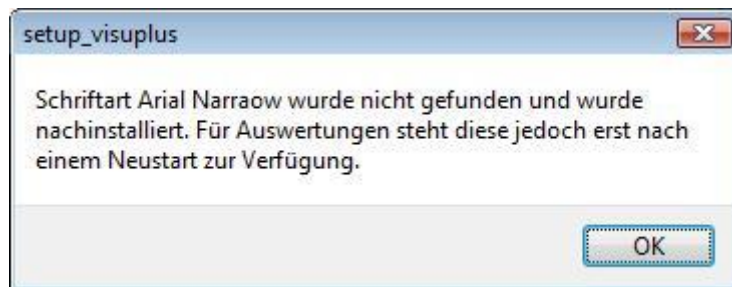 setup_visuplus
Schriftart Arial Narraow wurde nicht gefunden und wurde
nachinstalliert. Für Auswertungen steht diese jedoch erst nach
einem Neustart zur Verfügung.
OK